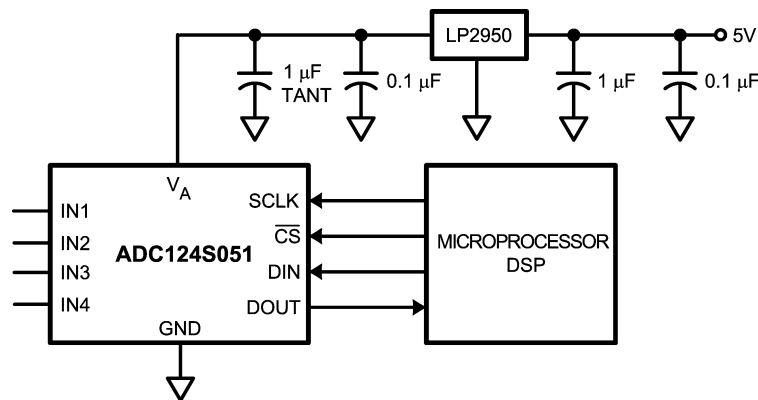 LP2950
5V
1 μF
TANT
0.1 μF
1 μF
0.1 μF
VA
IN1
IN2
IN3
IN4
ADC124S051
SCLK
CS
DIN
DOUT
GND
MICROPROCESSOR
DSP